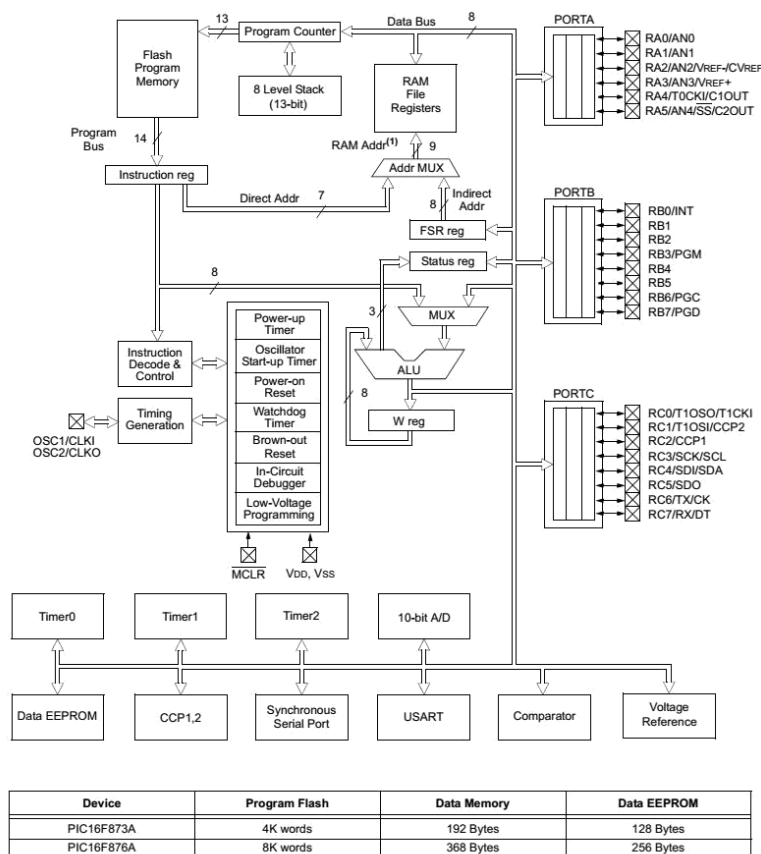 13
Data Bus
8
PORTA
Flash
Program
Memory
Program Counter
8 Level Stack
(13-bit)
RAM
File
Registers
RA0/AN0
RA1/AN1
RA2/AN2/VREF-/CVREF
RA3/AN3/VREF+
RA4/T0CKI/C1OUT
RA5/AN4/SS/C2OUT
Program
Bus
14
RAM Addr(1)
9
Addr MUX
Instruction reg
Direct Addr
7
8
Indirect
Addr
FSR reg
Status reg
PORTB
RB0/INT
RB1
RB2
RB3/PGM
RB4
RB5
RB6/PGC
RB7/PGD
8
3
MUX
ALU
8
W reg
Power-up
Timer
Oscillator
Start-up Timer
Power-on
Reset
Watchdog
Timer
Brown-out
Reset
In-Circuit
Debugger
Low-Voltage
Programming
Instruction
Decode &
Control
Timing
Generation
OSC1/CLKI
OSC2/CLKO
MCLR
VDD, VSS
PORTC
RC0/T1OSO/T1CKI
RC1/T1OSI/CCP2
RC2/CCP1
RC3/SCK/SCL
RC4/SDI/SDA
RC5/SDO
RC6/TX/CK
RC7/RX/DT
Timer0
Timer1
Timer2
10-bit A/D
Data EEPROM
CCP1,2
Synchronous
Serial Port
USART
Comparator
Voltage
Reference
Device Program Flash Data Memory Data EEPROM
PIC16F873A 4K words 192 Bytes 128 Bytes
PIC16F876A 8K words 368 Bytes 256 Bytes